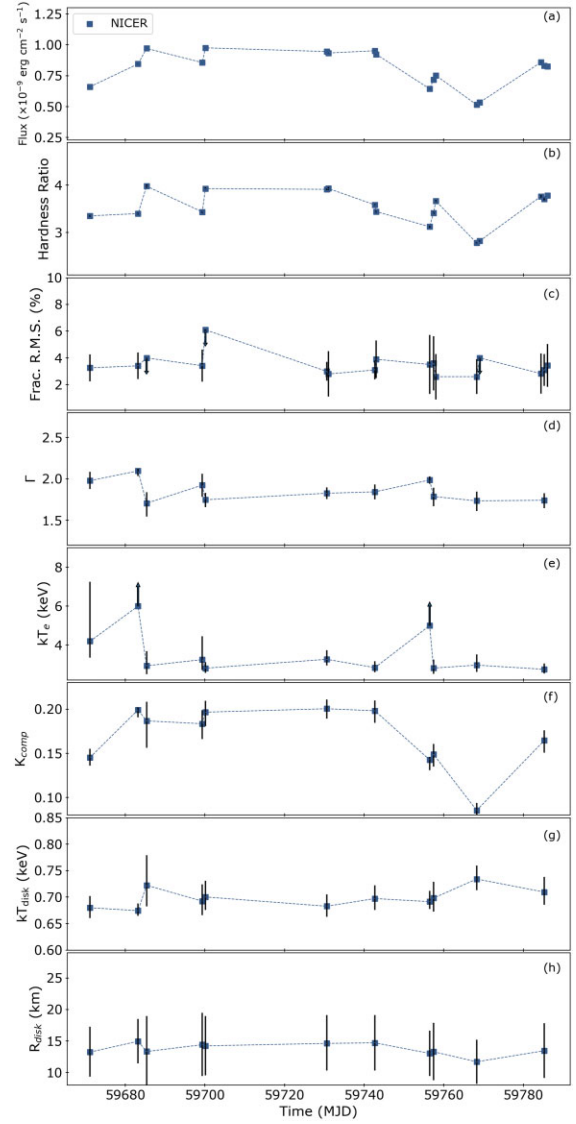 NICER
(a)
1.25
1.00
0.75
0.50
0.25
Flux (×10⁻⁹ erg cm⁻² s⁻¹)
(b)
4
3
Hardness Ratio
(c)
10
8
6
4
2
Frac. R.M.S. (%)
(d)
2.5
2.0
1.5
Γ
(e)
8
6
4
kTₑ (keV)
(f)
0.20
0.15
0.10
K_comp
(g)
0.85
0.80
0.75
0.70
0.65
0.60
kT_disk (keV)
(h)
25
20
15
10
R_disk (km)
59680 59700 59720 59740 59760 59780
Time (MJD)